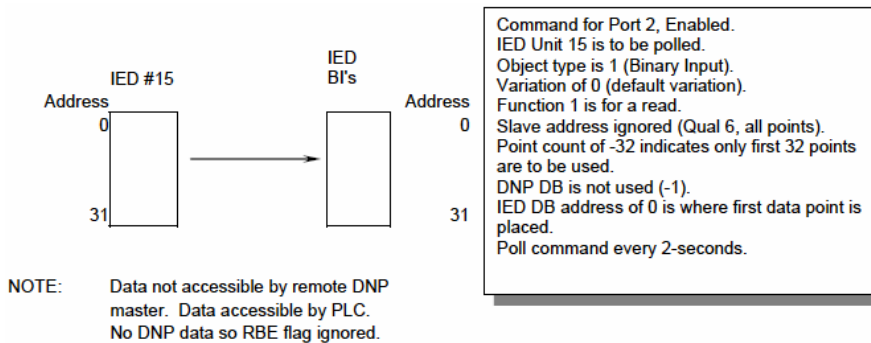 IED #15
IED
BI's
Address
Address
0
0
31
31
NOTE: Data not accessible by remote DNP
master. Data accessible by PLC.
No DNP data so RBE flag ignored.
Command for Port 2, Enabled.
IED Unit 15 is to be polled.
Object type is 1 (Binary Input).
Variation of 0 (default variation).
Function 1 is for a read.
Slave address ignored (Qual 6, all points).
Point count of -32 indicates only first 32 points
are to be used.
DNP DB is not used (-1).
IED DB address of 0 is where first data point is
placed.
Poll command every 2-seconds.